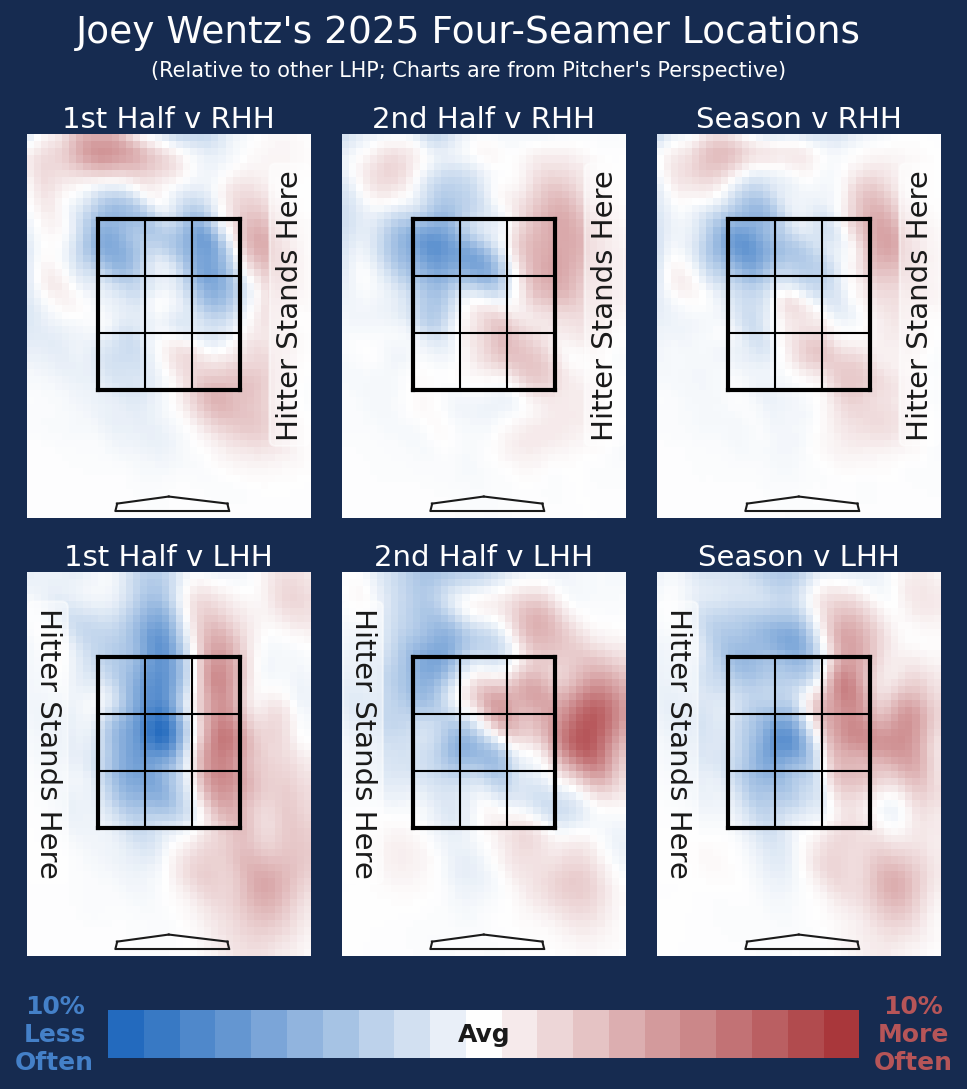 Joey Wentz's 2025 Four-Seamer Locations
(Relative to other LHP; Charts are from Pitcher's Perspective)
1st Half v RHH
2nd Half v RHH
Season v RHH
Hitter Stands Here
Hitter Stands Here
Hitter Stands Here
1st Half v LHH
2nd Half v LHH
Season v LHH
Hitter Stands Here
Hitter Stands Here
Hitter Stands Here
10%
Less
Often
Avg
10%
More
Often